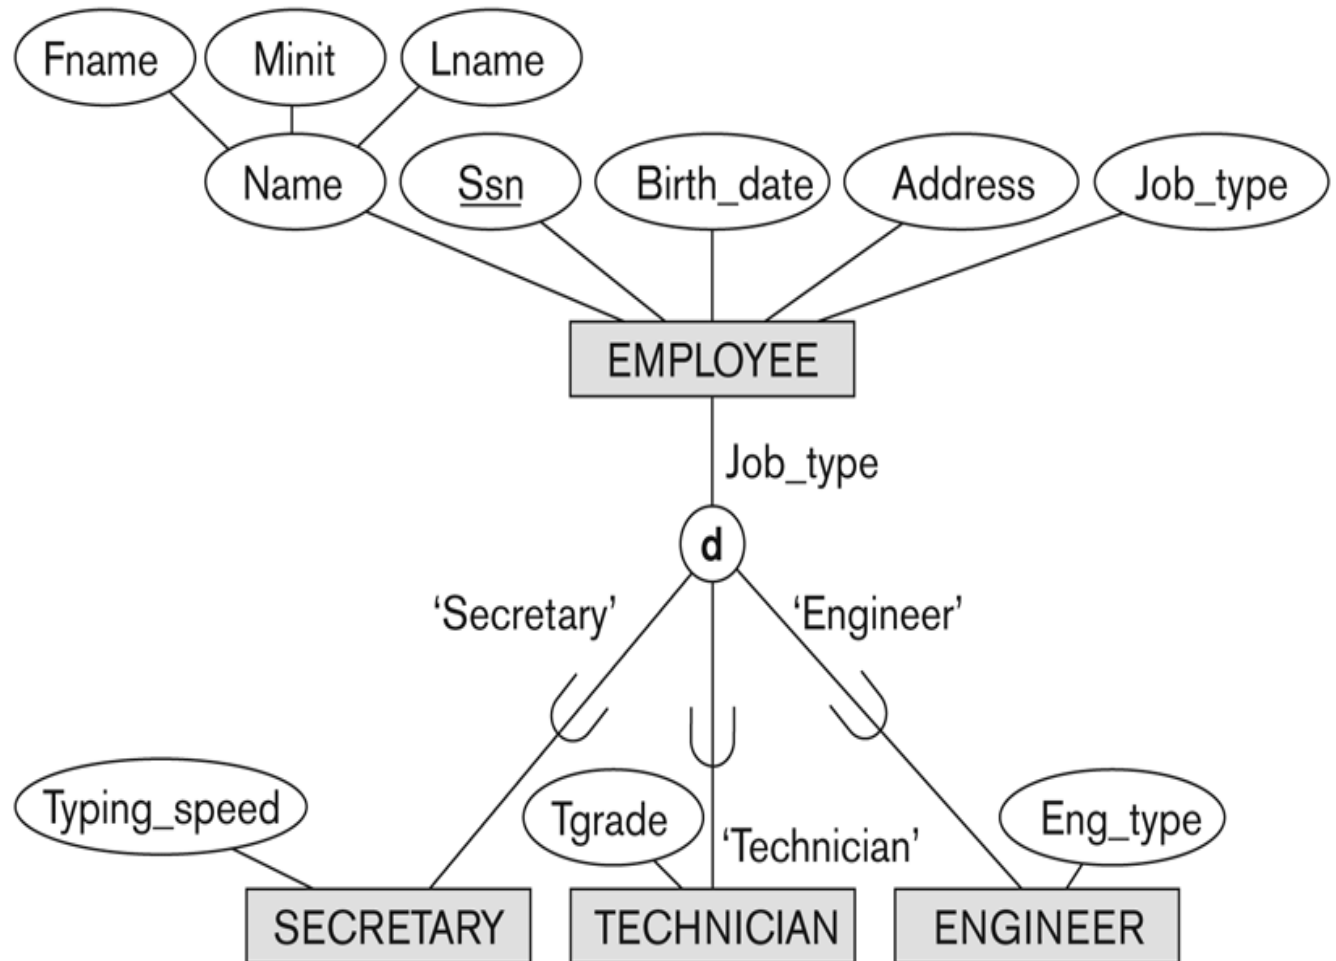 Fname Minit Lname
Name Ssn Birth_date Address Job_type
EMPLOYEE
Job_type
d
‘Secretary’ ‘Engineer’
Typing_speed Tgrade ‘Technician’ Eng_type
SECRETARY TECHNICIAN ENGINEER